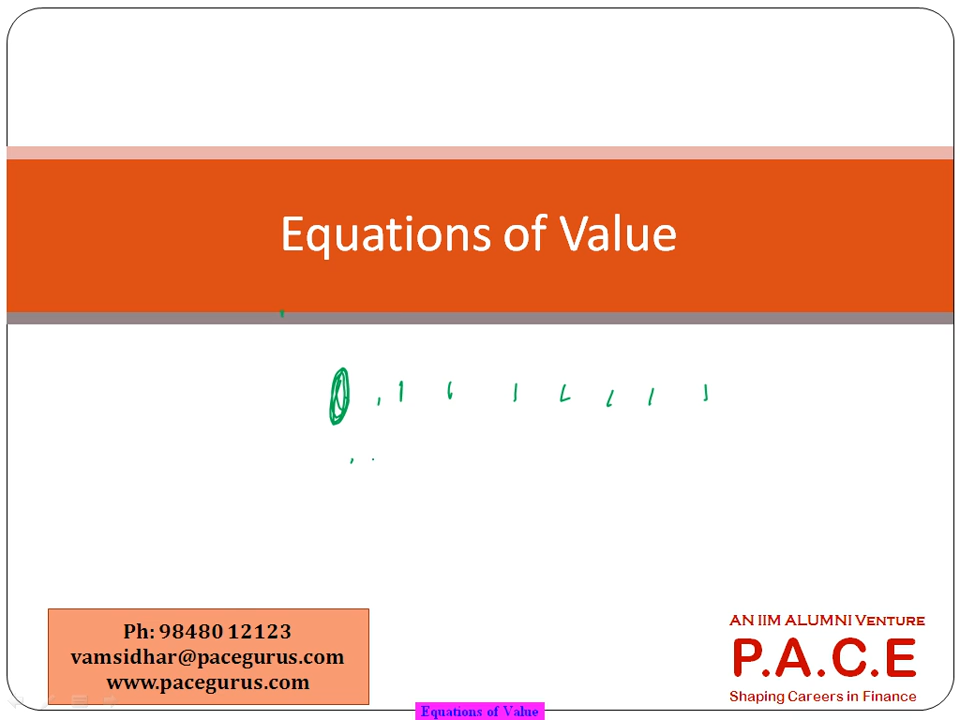 Equations of Value
0
Ph: 98480 12123
vamsidhar@pacegurus.com
www.pacegurus.com
AN IIM ALUMNI VENTURE
P.A.C.E
Shaping Careers in Finance
Equations of Value